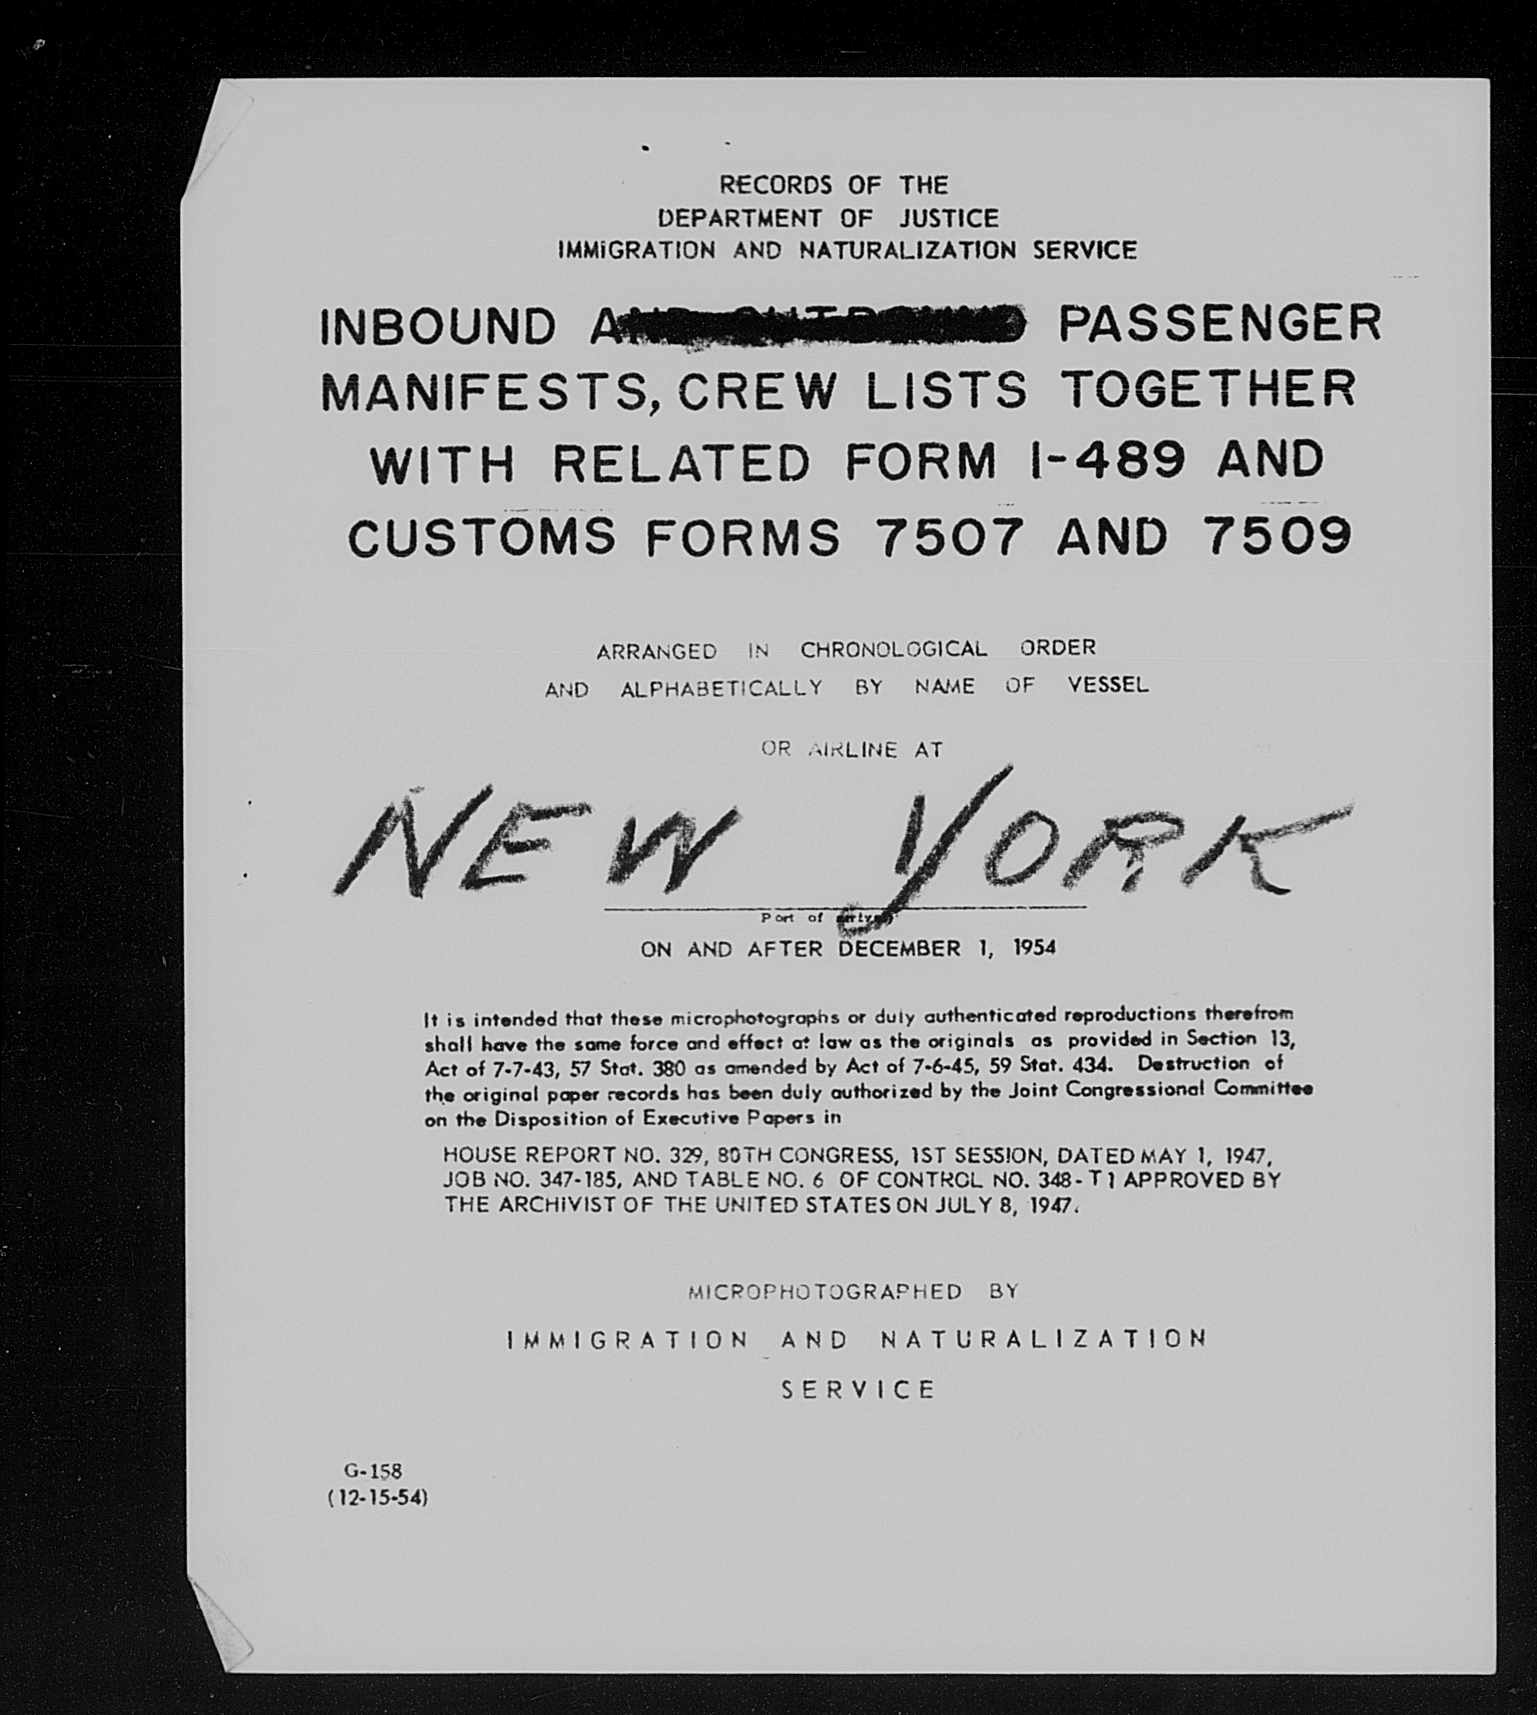 RECORDS OF THE
DEPARTMENT OF JUSTICE
IMMIGRATION AND NATURALIZATION SERVICE
INBOUND AND OUTBOUND PASSENGER
MANIFESTS, CREW LISTS TOGETHER
WITH RELATED FORM I-489 AND
CUSTOMS FORMS 7507 AND 7509
ARRANGED IN CHRONOLOGICAL ORDER
AND ALPHABETICALLY BY NAME OF VESSEL
OR AIRLINE AT
NEW YORK
Port of arrival
ON AND AFTER DECEMBER 1, 1954
It is intended that these microphotographs or duly authenticated reproductions therefrom
shall have the same force and effect at law as the originals as provided in Section 13,
Act of 7-7-43, 57 Stat. 380 as amended by Act of 7-6-45, 59 Stat. 434. Destruction of
the original paper records has been duly authorized by the Joint Congressional Committee
on the Disposition of Executive Papers in
HOUSE REPORT NO. 329, 80TH CONGRESS, 1ST SESSION, DATED MAY 1, 1947,
JOB NO. 347-185, AND TABLE NO. 6 OF CONTROL NO. 348-T1 APPROVED BY
THE ARCHIVIST OF THE UNITED STATES ON JULY 8, 1947.
MICROPHOTOGRAPHED BY
IMMIGRATION AND NATURALIZATION
SERVICE
G-158
(12-15-54)